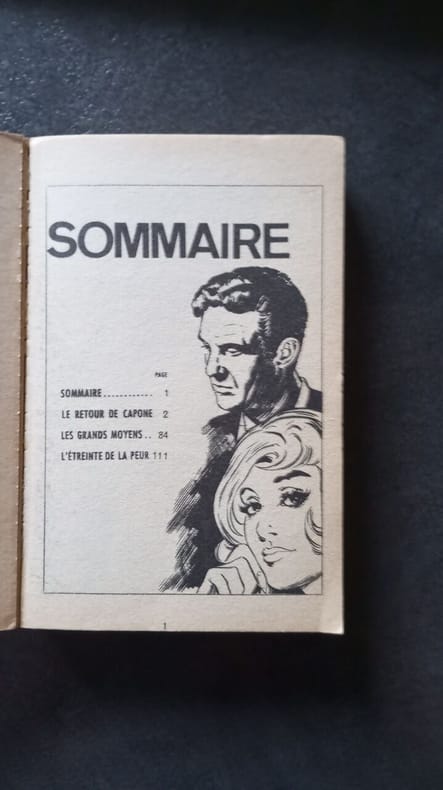 SOMMAIRE
PAGE
SOMMAIRE............ 1
LE RETOUR DE CAPONE 2
LES GRANDS MOYENS.. 84
L'ÉTREINTE DE LA PEUR 111
1